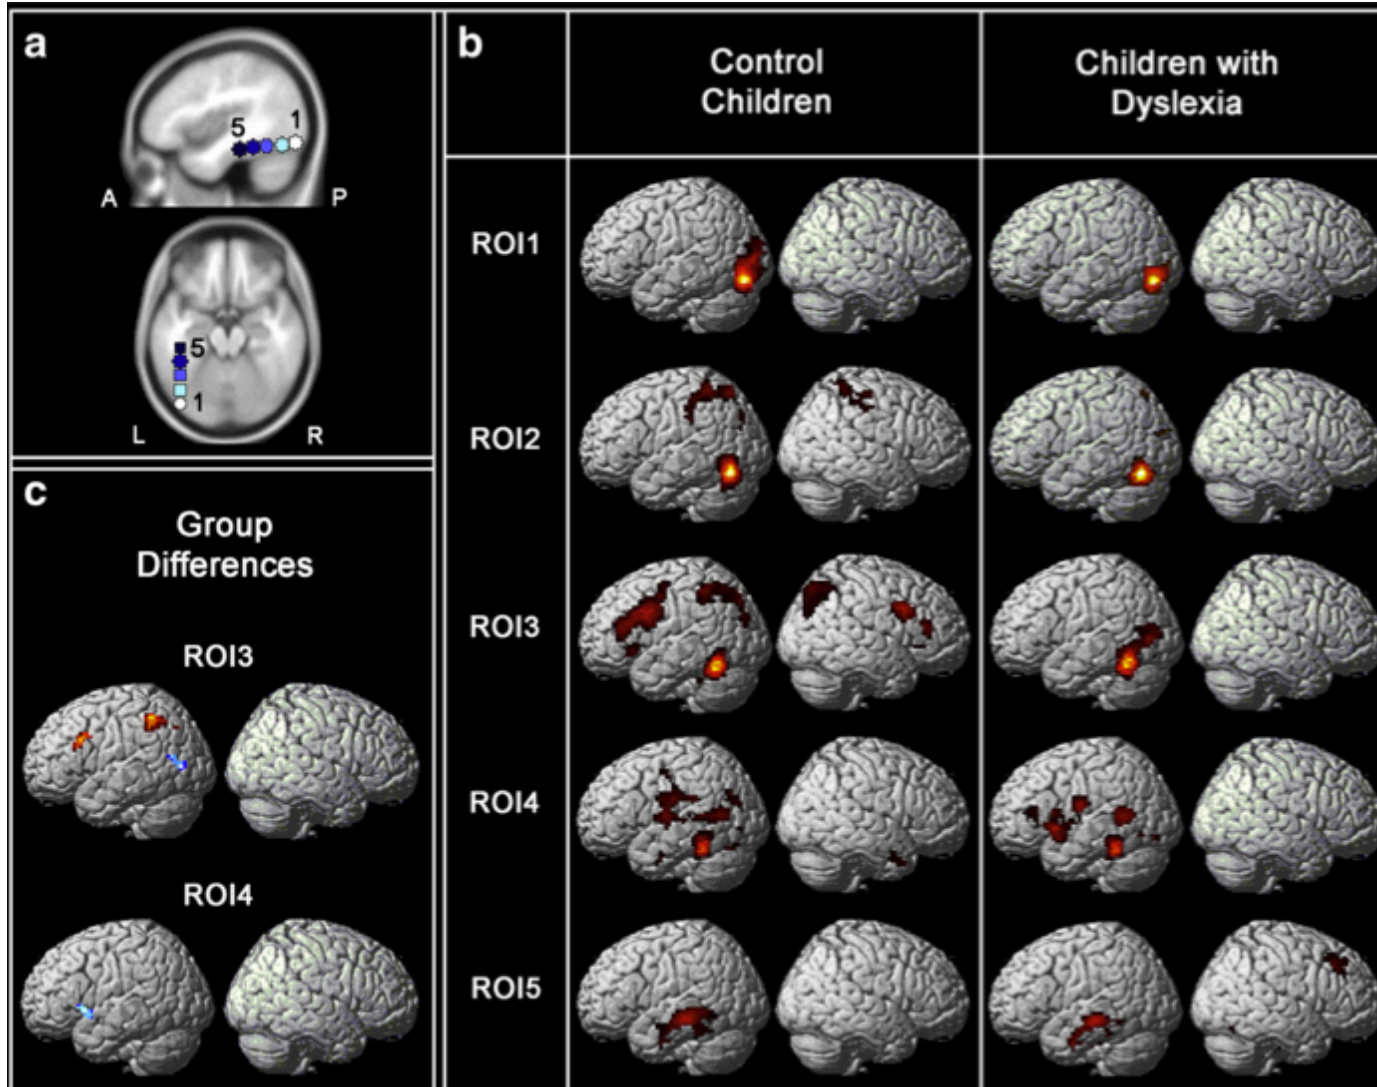 a
5 1
A P
5
1
L R
b
Control
Children
Children with
Dyslexia
ROI1
ROI2
ROI3
ROI4
ROI5
c
Group
Differences
ROI3
ROI4